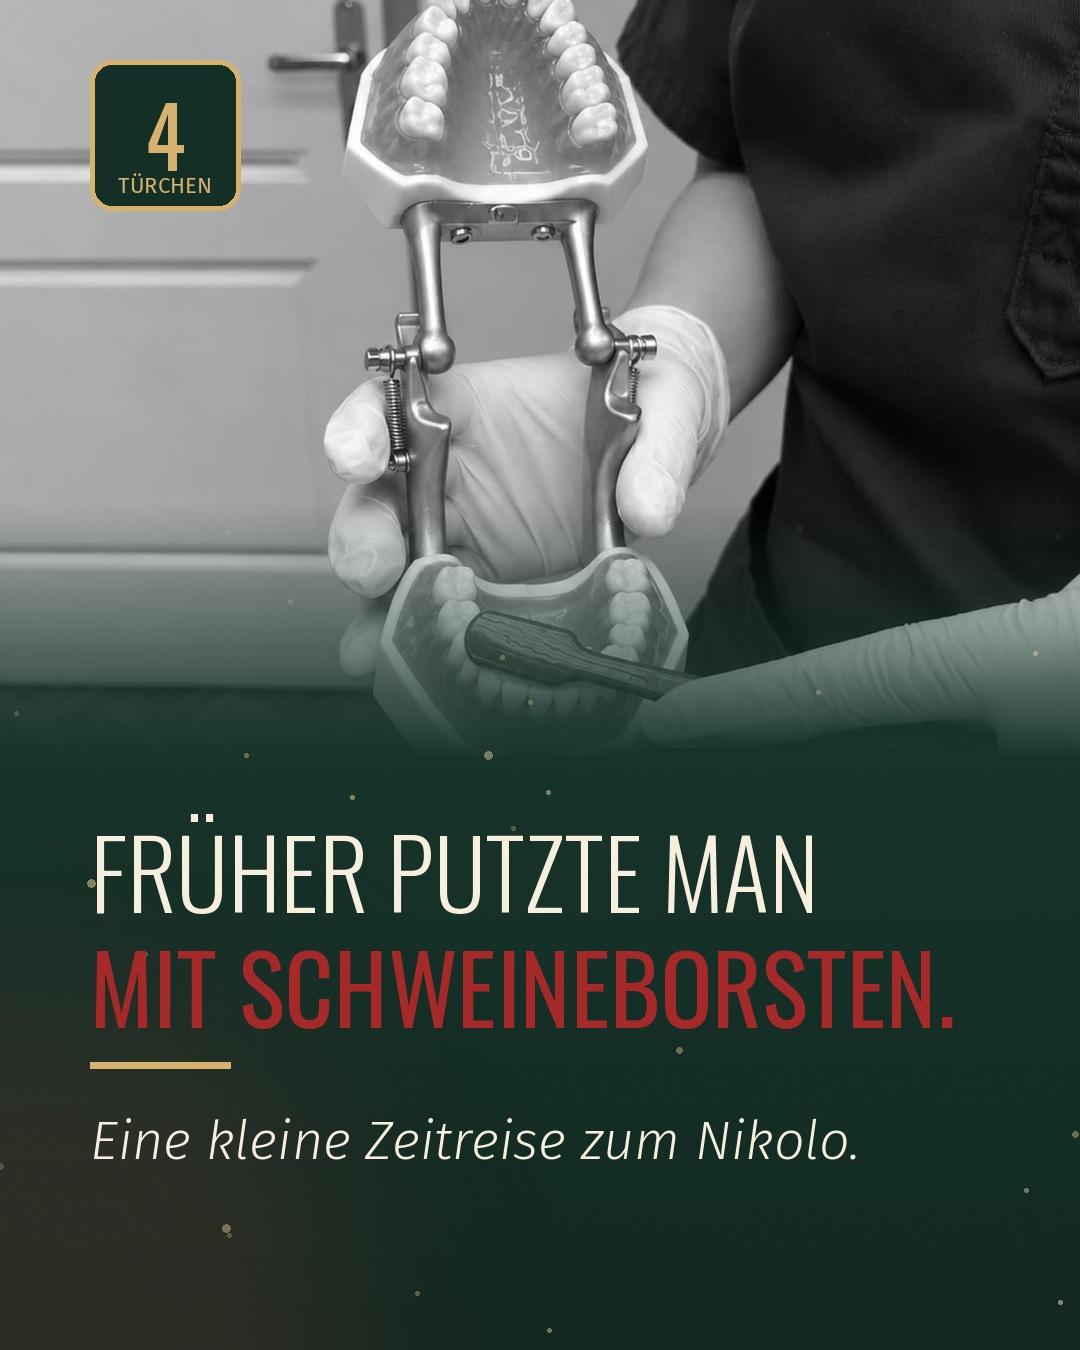 4
TÜRCHEN
FRÜHER PUTZTE MAN
MIT SCHWEINEBORSTEN.
Eine kleine Zeitreise zum Nikolo.